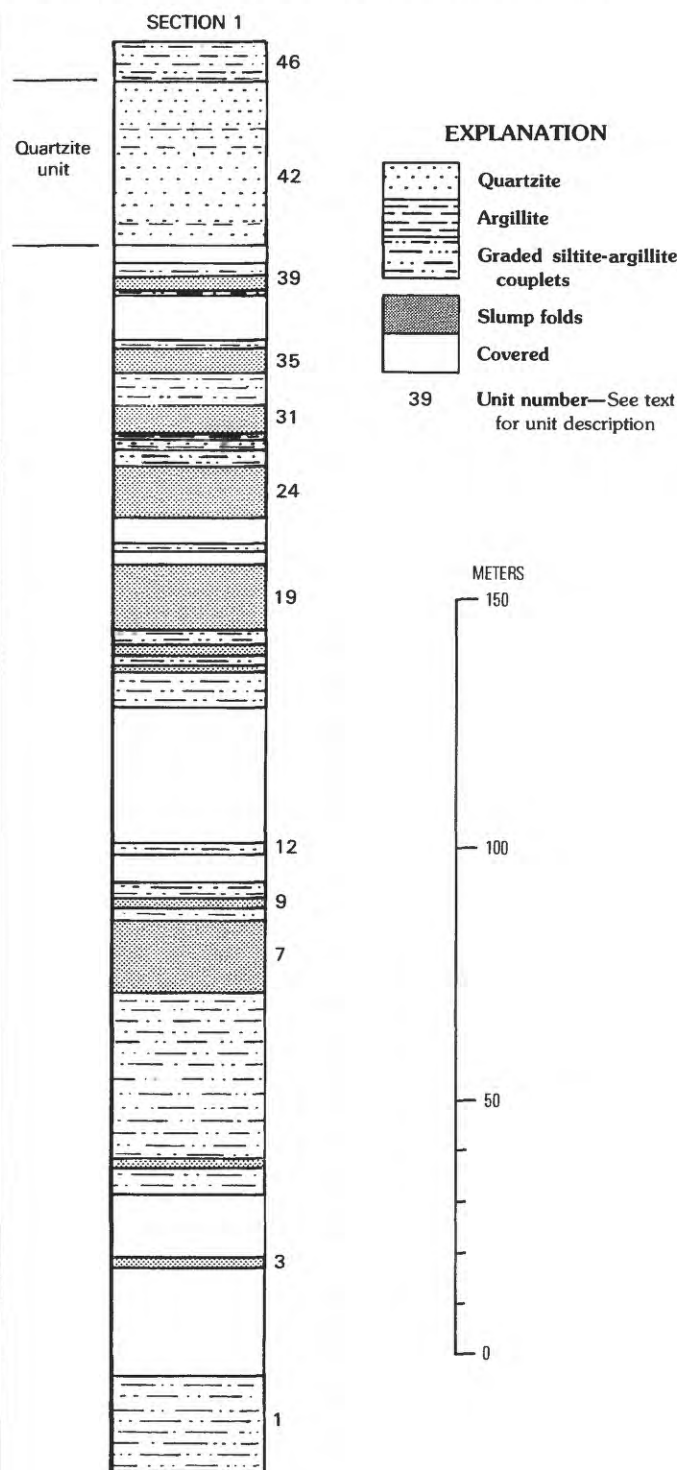 SECTION 1
46
Quartzite
unit
42
39
35
31
24
19
12
9
7
3
1
EXPLANATION
Quartzite
Argillite
Graded siltite-argillite
couplets
Slump folds
Covered
39 Unit number—See text
for unit description
METERS
150
100
50
0